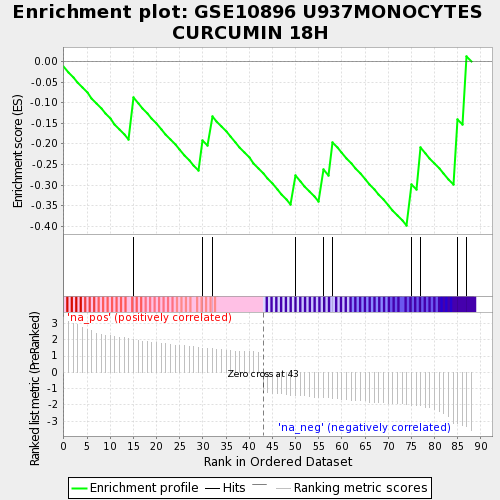 Enrichment plot: GSE10896 U937MONOCYTES
CURCUMIN 18H
Enrichment score (ES)
0.00
-0.05
-0.10
-0.15
-0.20
-0.25
-0.30
-0.35
-0.40
'na_pos' (positively correlated)
Ranked list metric (PreRanked)
3
2
1
0
-1
-2
-3
Zero cross at 43
'na_neg' (negatively correlated)
0 5 10 15 20 25 30 35 40 45 50 55 60 65 70 75 80 85 90
Rank in Ordered Dataset
Enrichment profile Hits Ranking metric scores